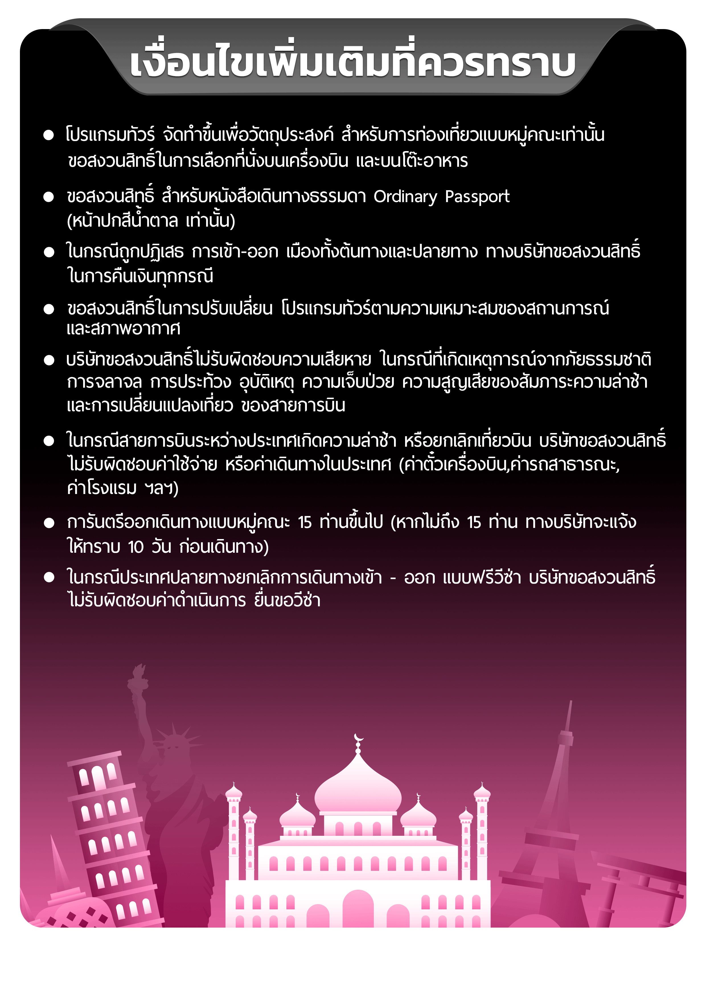 เงื่อนไขเพิ่มเติมที่ควรทราบ
● โปรแกรมทัวร์ จัดทำขึ้นเพื่อวัตถุประสงค์ สำหรับการท่องเที่ยวแบบหมู่คณะเท่านั้น
ขอสงวนสิทธิ์ในการเลือกที่นั่งบนเครื่องบิน และบนโต๊ะอาหาร
● ขอสงวนสิทธิ์ สำหรับหนังสือเดินทางธรรมดา Ordinary Passport
(หน้าปกสีน้ำตาล เท่านั้น)
● ในกรณีถูกปฏิเสธ การเข้า-ออก เมืองทั้งต้นทางและปลายทาง ทางบริษัทขอสงวนสิทธิ์
ในการคืนเงินทุกกรณี
● ขอสงวนสิทธิ์ในการปรับเปลี่ยน โปรแกรมทัวร์ตามความเหมาะสมของสถานการณ์
และสภาพอากาศ
● บริษัทขอสงวนสิทธิ์ไม่รับผิดชอบความเสียหาย ในกรณีที่เกิดเหตุการณ์จากภัยธรรมชาติ
การจลาจล การประท้วง อุบัติเหตุ ความเจ็บป่วย ความสูญเสียของสัมภาระความล่าช้า
และการเปลี่ยนแปลงเที่ยว ของสายการบิน
● ในกรณีสายการบินระหว่างประเทศเกิดความล่าช้า หรือยกเลิกเที่ยวบิน บริษัทขอสงวนสิทธิ์
ไม่รับผิดชอบค่าใช้จ่าย หรือค่าเดินทางในประเทศ (ค่าตั๋วเครื่องบิน,ค่ารถสาธารณะ,
ค่าโรงแรม ฯลฯ)
● การันตรีออกเดินทางแบบหมู่คณะ 15 ท่านขึ้นไป (หากไม่ถึง 15 ท่าน ทางบริษัทจะแจ้ง
ให้ทราบ 10 วัน ก่อนเดินทาง)
● ในกรณีประเทศปลายทางยกเลิกการเดินทางเข้า - ออก แบบฟรีวีซ่า บริษัทขอสงวนสิทธิ์
ไม่รับผิดชอบค่าดำเนินการ ยื่นขอวีซ่า